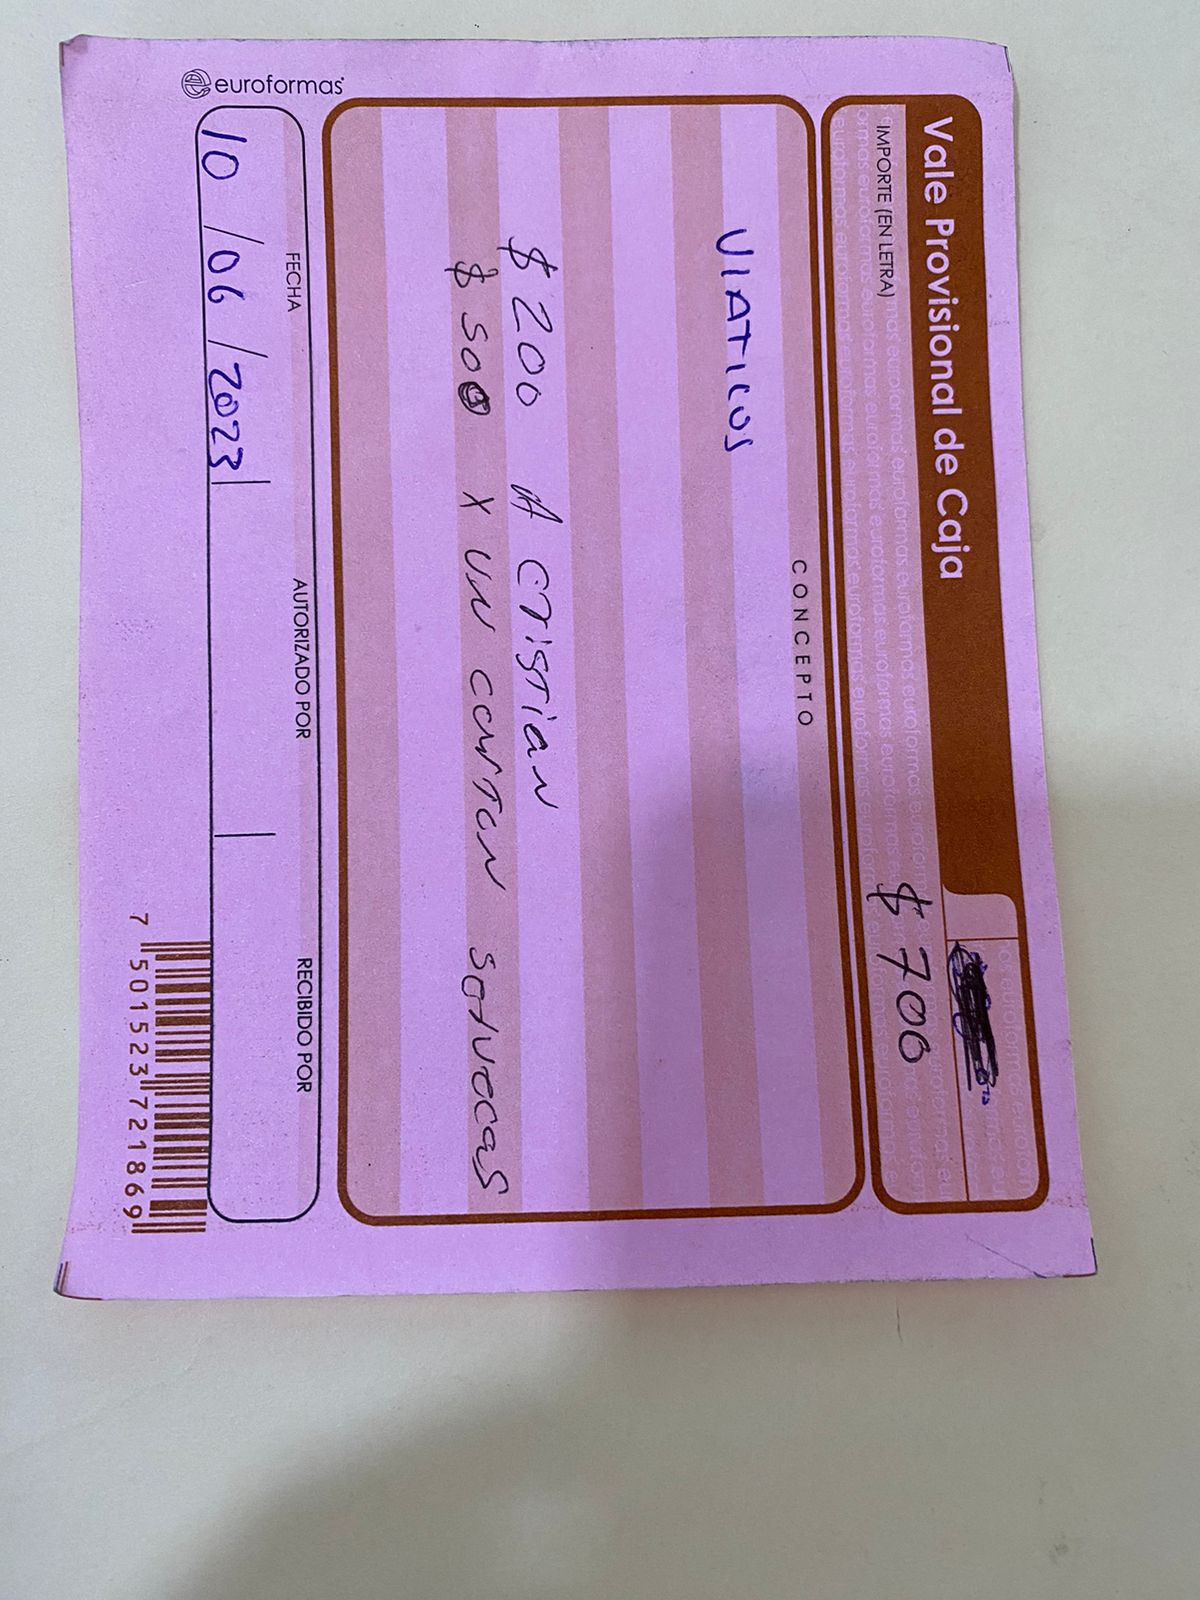 Vale Provisional de Caja
IMPORTE (EN LETRA)
$ 700
CONCEPTO
VIATICOS
$ 200 A Cristian
$ 500 X UN CARTON
FECHA
AUTORIZADO POR
RECIBIDO POR
10/06/2023
euroformas
7 501523 721869